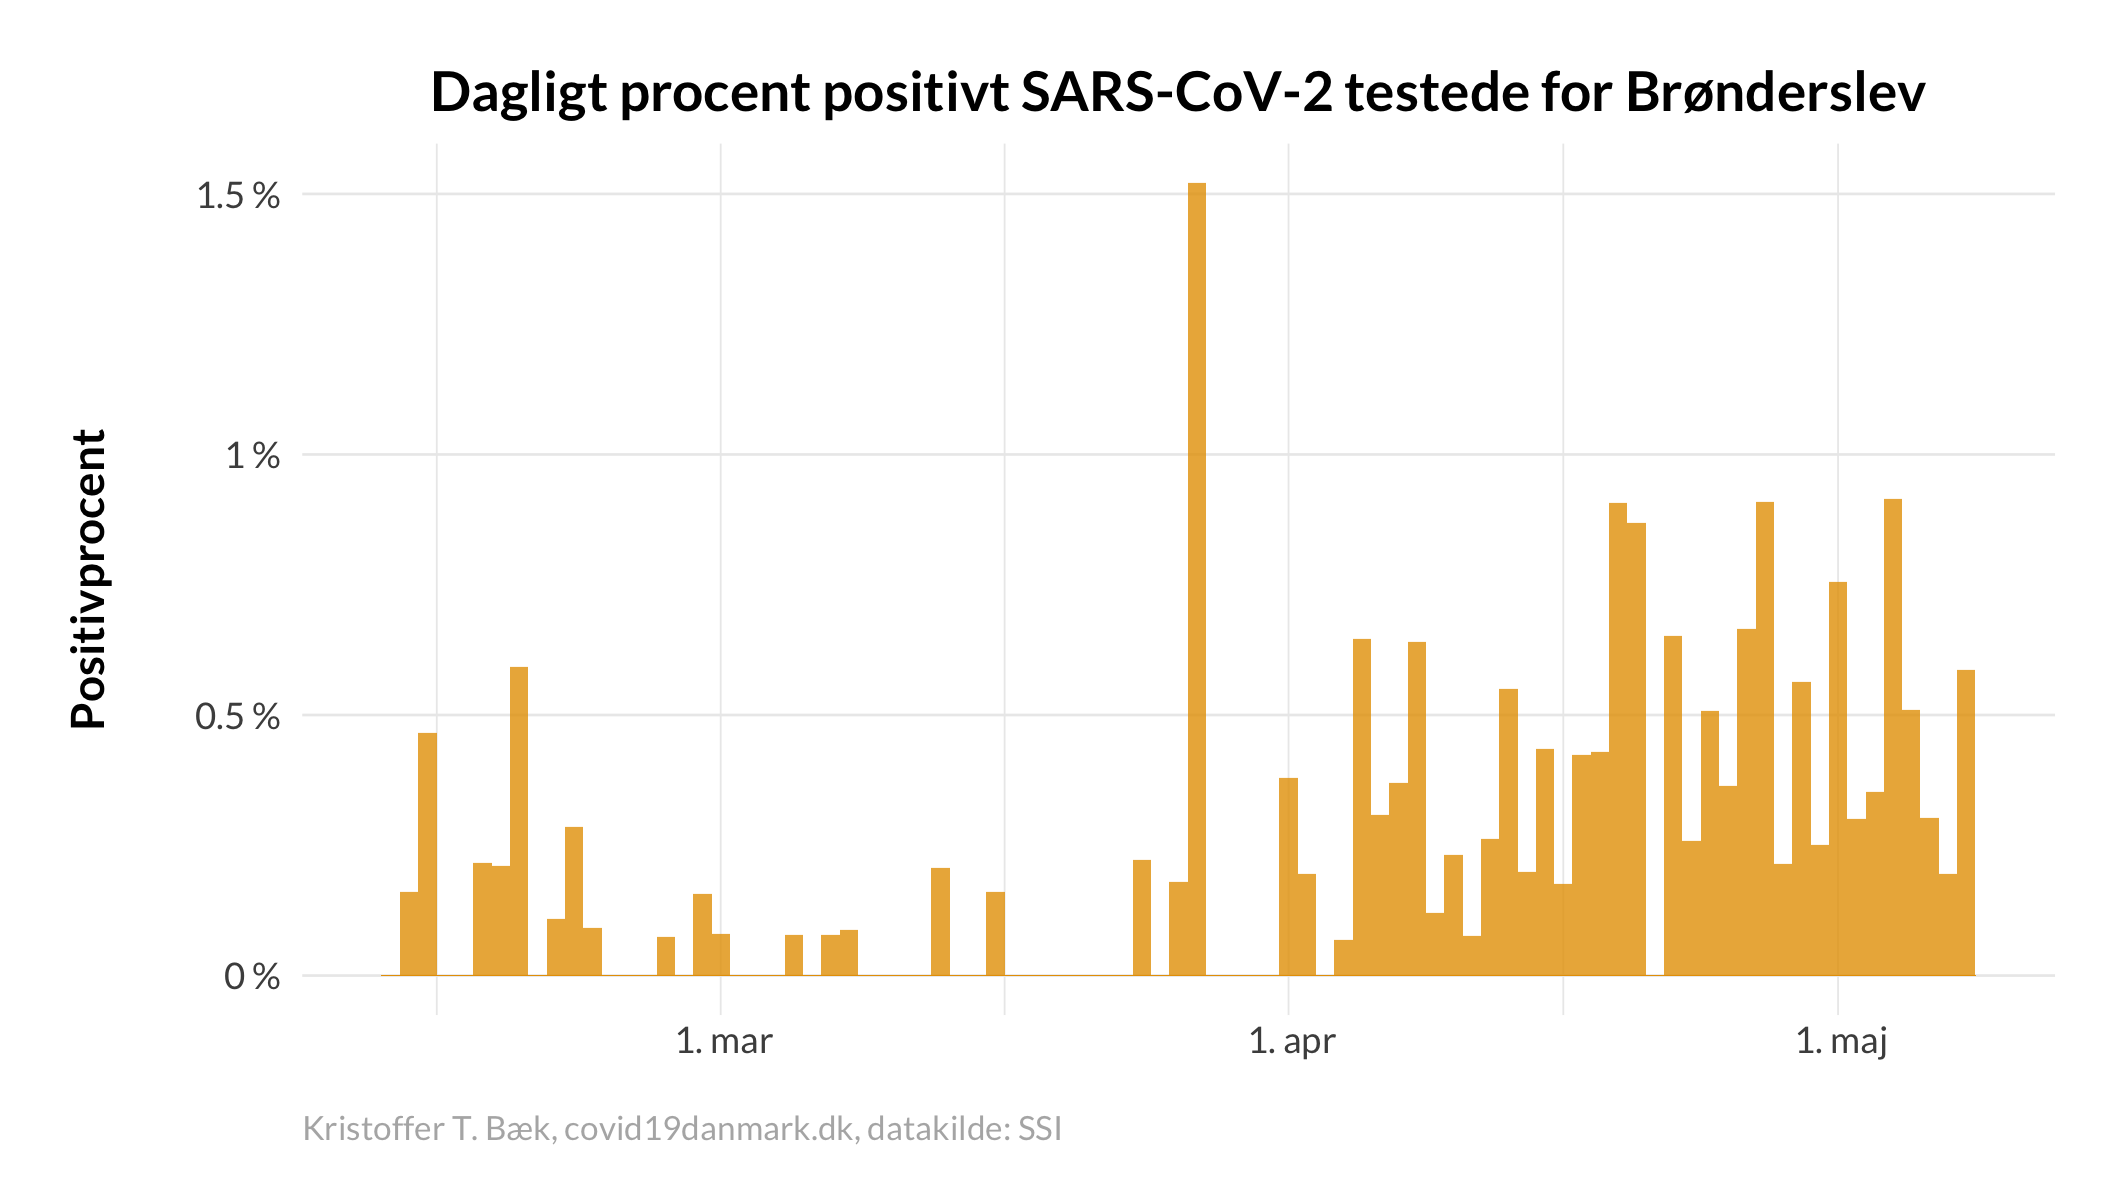 Dagligt procent positivt SARS-CoV-2 testede for Brønderslev
Positivprocent
1.5 %
1 %
0.5 %
0 %
1. mar
1. apr
1. maj
Kristoffer T. Bæk, covid19danmark.dk, datakilde: SSI